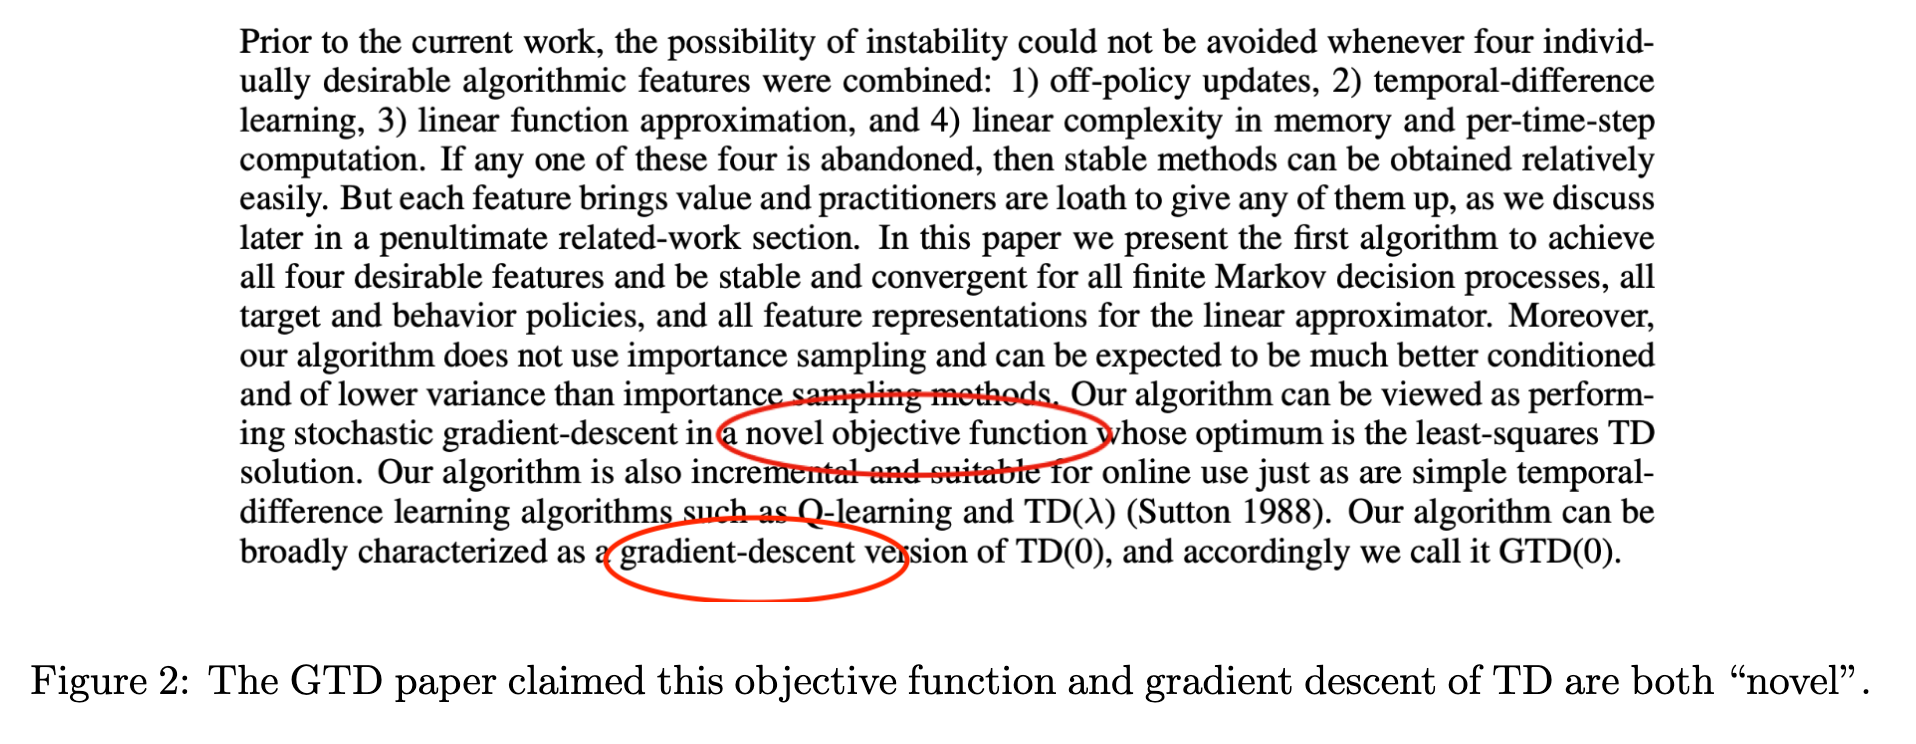 Prior to the current work, the possibility of instability could not be avoided whenever four individ-
ually desirable algorithmic features were combined: 1) off-policy updates, 2) temporal-difference
learning, 3) linear function approximation, and 4) linear complexity in memory and per-time-step
computation. If any one of these four is abandoned, then stable methods can be obtained relatively
easily. But each feature brings value and practitioners are loath to give any of them up, as we discuss
later in a penultimate related-work section. In this paper we present the first algorithm to achieve
all four desirable features and be stable and convergent for all finite Markov decision processes, all
target and behavior policies, and all feature representations for the linear approximator. Moreover,
our algorithm does not use importance sampling and can be expected to be much better conditioned
and of lower variance than importance sampling methods. Our algorithm can be viewed as perform-
ing stochastic gradient-descent in a novel objective function whose optimum is the least-squares TD
solution. Our algorithm is also incremental and suitable for online use just as are simple temporal-
difference learning algorithms such as Q-learning and TD(λ) (Sutton 1988). Our algorithm can be
broadly characterized as a gradient-descent version of TD(0), and accordingly we call it GTD(0).
Figure 2: The GTD paper claimed this objective function and gradient descent of TD are both “novel”.